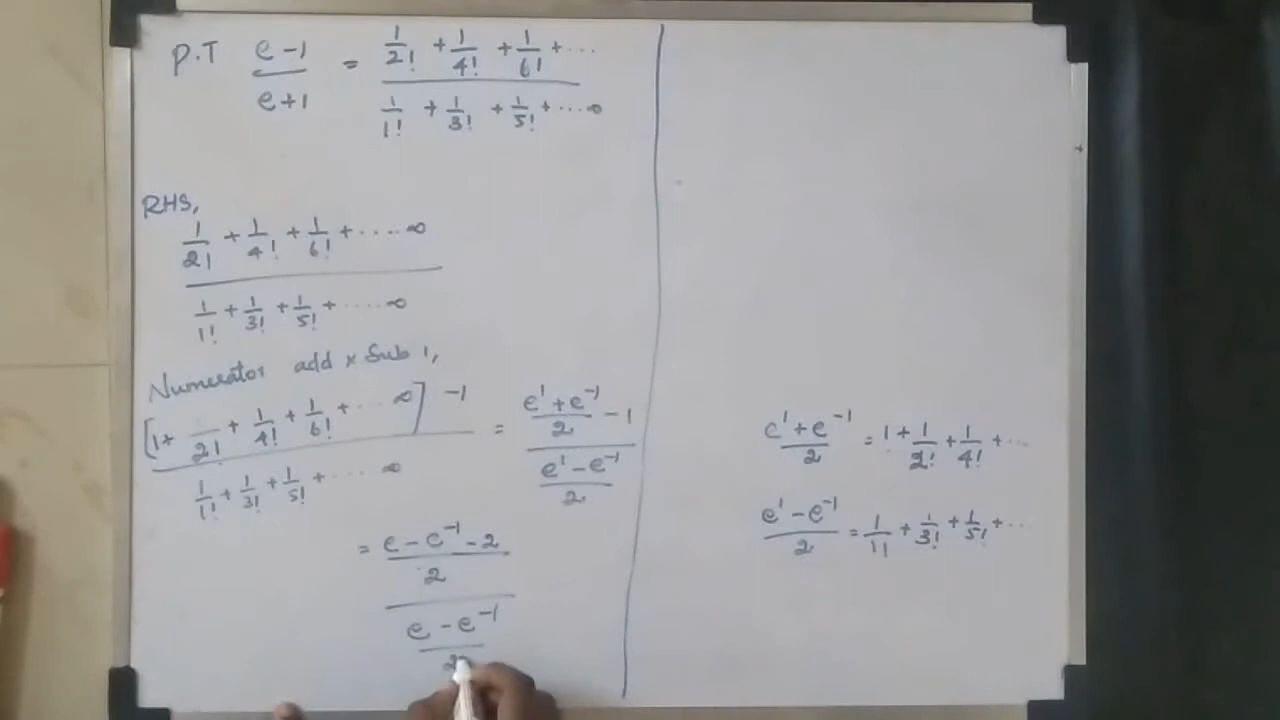 P.T e-1/e+1 = 1/2! + 1/4! + 1/6! + .../1/1! + 1/3! + 1/5! + ....∞
RHS,
1/2! + 1/4! + 1/6! + ..... ∞
1/1! + 1/3! + 1/5! + ..... ∞
Numerator add x Sub 1,
[1 + /2! + 1/4! + 1/6! + ... ∞] -1
1/1! + 1/3! + 1/5! + .... ∞
= e¹+e⁻¹/2 - 1
e¹-e⁻¹/2
= e-e⁻¹-2/2
e-e⁻¹/2
e¹+e⁻¹/2 = 1 + 1/2! + 1/4! + ...
e¹-e⁻¹/2 = 1/1! + 1/3! + 1/5! + ...